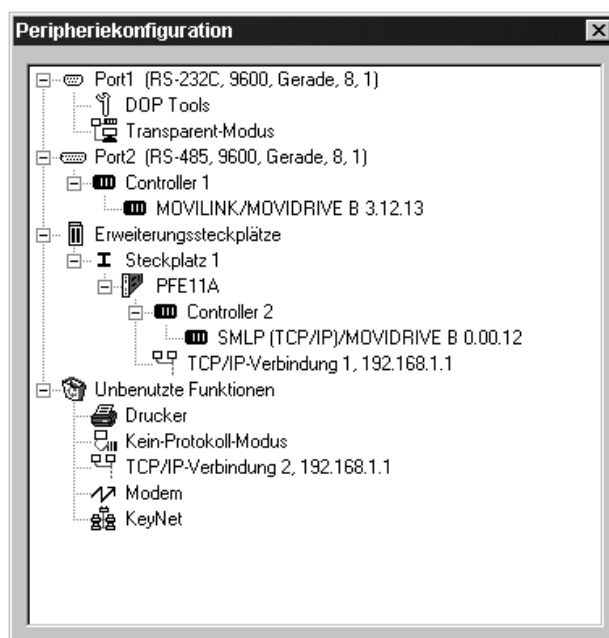 Peripheriekonfiguration
Port1 (RS-232C, 9600, Gerade, 8, 1)
DOP Tools
Transparent-Modus
Port2 (RS-485, 9600, Gerade, 8, 1)
Controller 1
MOVILINK/MOVIDRIVE B 3.12.13
Erweiterungssteckplätze
Steckplatz 1
PFE11A
Controller 2
SMLP (TCP/IP)/MOVIDRIVE B 0.00.12
TCP/IP-Verbindung 1, 192.168.1.1
Unbenutzte Funktionen
Drucker
Kein-Protokoll-Modus
TCP/IP-Verbindung 2, 192.168.1.1
Modem
KeyNet